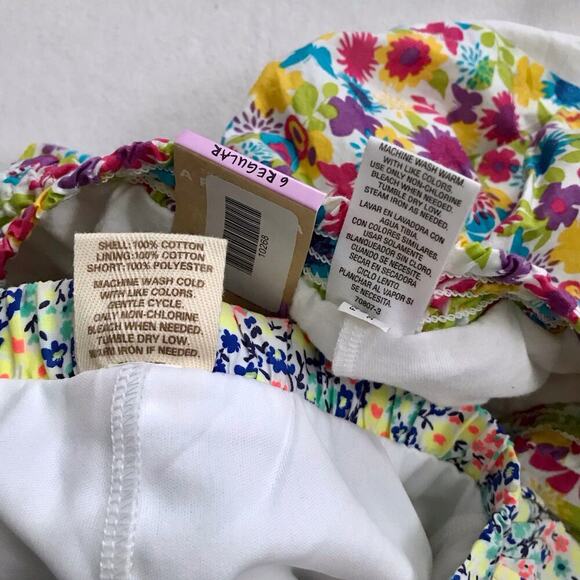 6 REGULAR
10268
SHELL: 100% COTTON
LINING: 100% COTTON
SHORT: 100% POLYESTER
MACHINE WASH COLD
WITH LIKE COLORS.
GENTLE CYCLE.
ONLY NON-CHLORINE
BLEACH WHEN NEEDED.
TUMBLE DRY LOW.
WARM IRON IF NEEDED.
MACHINE WASH WARM,
WITH LIKE COLORS.
USE ONLY NON-CHLORINE
BLEACH WHEN NEEDED.
TUMBLE DRY LOW.
STEAM IRON AS NEEDED.
LAVAR EN LAVADORA CON
AGUA TIBIA
CON COLORES SIMILARES.
USAR SOLAMENTE
BLANQUEADOR SIN CLORO,
CUANDO SE NECESITE
SECAR A MAQUINA
CICLO LENTO.
PLANCHAR AL VAPOR SI
SE NECESITA